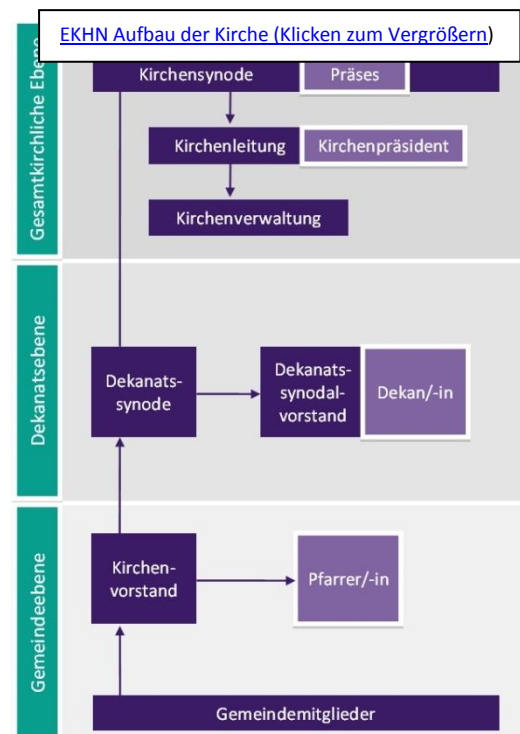 EKHN Aufbau der Kirche (Klicken zum Vergrößern)
Gesamtkirchliche Ebene
Kirchensynode
Präses
Kirchenleitung
Kirchenpräsident
Kirchenverwaltung
Dekanatsebene
Dekanats-
synode
Dekanats-
synodal-
vorstand
Dekan/-in
Gemeindeebene
Kirchen-
vorstand
Pfarrer/-in
Gemeindemitglieder